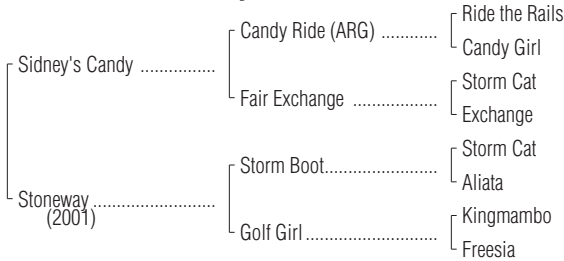 Ride the Rails
Candy Ride (ARG) ............
Candy Girl
Sidney's Candy ................
Storm Cat
Fair Exchange ..................
Exchange
Storm Cat
Storm Boot........................
Aliata
Stoneway..........................
(2001)
Kingmambo
Golf Girl............................
Freesia